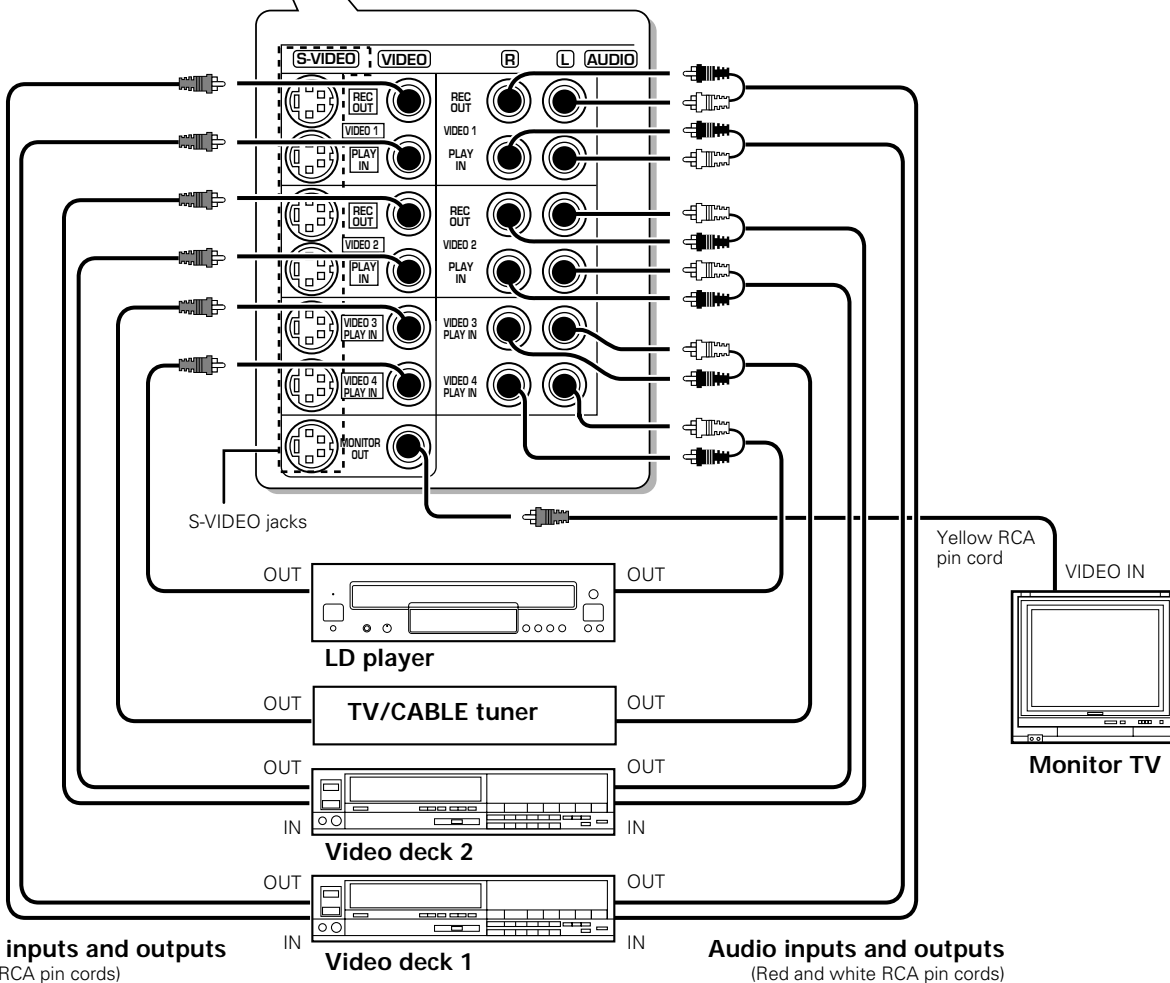 S-VIDEO VIDEO R L AUDIO
REC
OUT
REC
OUT
VIDEO 1
VIDEO 1
PLAY
IN
PLAY
IN
REC
OUT
REC
OUT
VIDEO 2
VIDEO 2
PLAY
IN
PLAY
IN
VIDEO 3
PLAY IN
VIDEO 3
PLAY IN
VIDEO 4
PLAY IN
VIDEO 4
PLAY IN
MONITOR
OUT
S-VIDEO jacks
Yellow RCA
pin cord
VIDEO IN
OUT
OUT
LD player
OUT
TV/CABLE tuner
OUT
Monitor TV
OUT
OUT
IN
IN
Video deck 2
OUT
OUT
IN
IN
Video deck 1
inputs and outputs
RCA pin cords)
Audio inputs and outputs
(Red and white RCA pin cords)